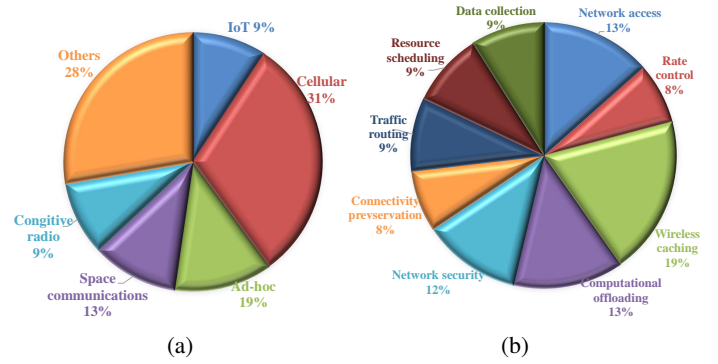 IoT 9%
Cellular
31%
Ad-hoc
19%
Space
communications
13%
Congitive
radio
9%
Others
28%
(a)
Network access
13%
Rate
control
8%
Wireless
caching
19%
Computational
offloading
13%
Network security
12%
Connectivity
prevservation
8%
Traffic
routing
9%
Resource
scheduling
9%
Data collection
9%
(b)